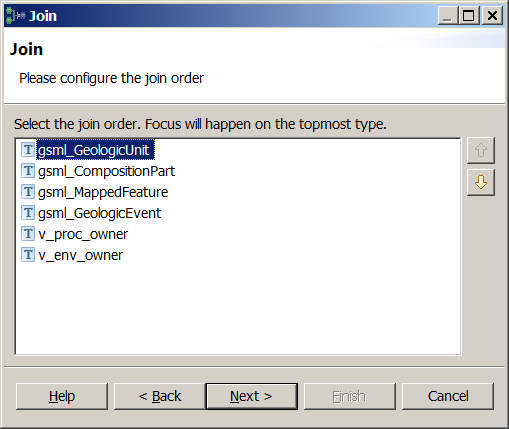 Join
Join
Please configure the join order
Select the join order. Focus will happen on the topmost type.
T gsml_GeologicUnit
T gsml_CompositionPart
T gsml_MappedFeature
T gsml_GeologicEvent
T v_proc_owner
T v_env_owner
Help
< Back
Next >
Finish
Cancel